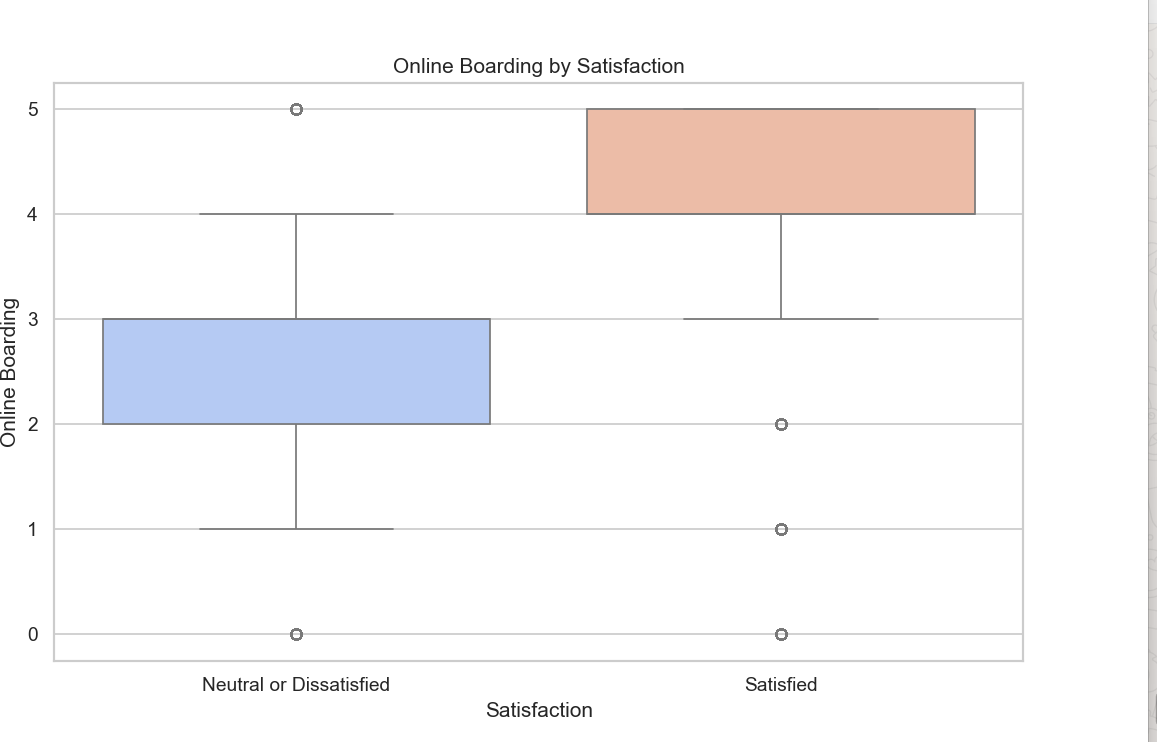 Online Boarding by Satisfaction
5
4
3
2
1
0
Online Boarding
Neutral or Dissatisfied
Satisfied
Satisfaction